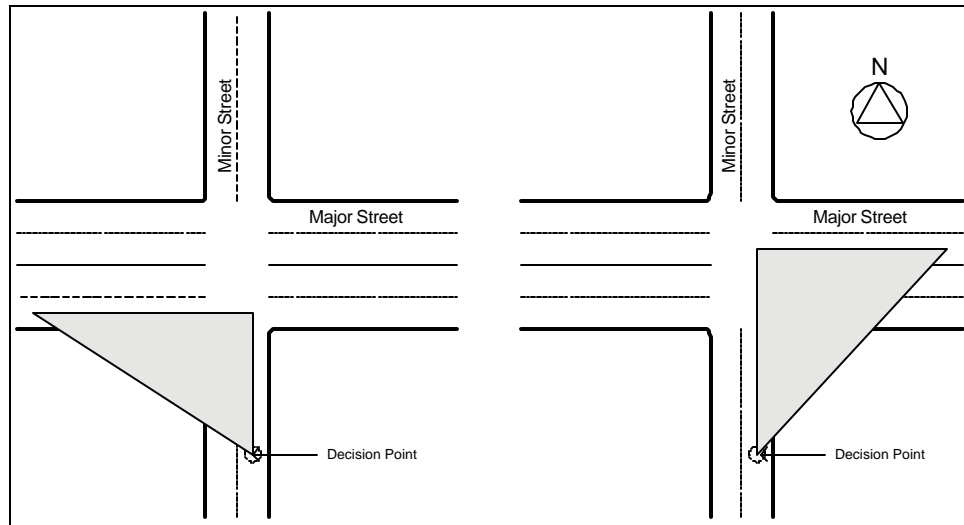 Minor Street
Minor Street
N
Major Street
Major Street
Decision Point
Decision Point